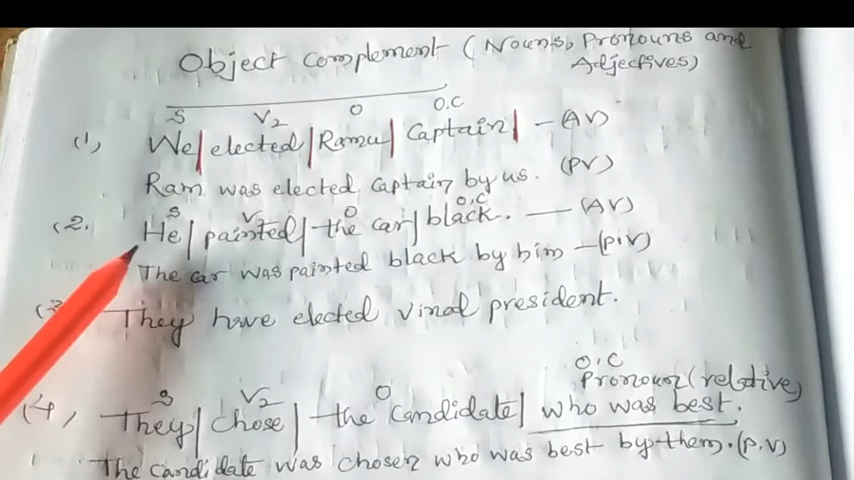 Object Complement (Nouns, Pronouns and
Adjectives)
S V2 O O.C
(1) We| elected | Ramu| Captain| - (AV)
Ram was elected captain by us. (PV)
S V O O.C
(2. He | painted | the car | black. — (AV)
The car was painted black by him - (P.V)
(3 They have elected vimal president.
O.C
S V2 O Pronoun (relative)
(4) They | chose | the candidate | who was best.
The candidate was chosen who was best by them. (P.V)